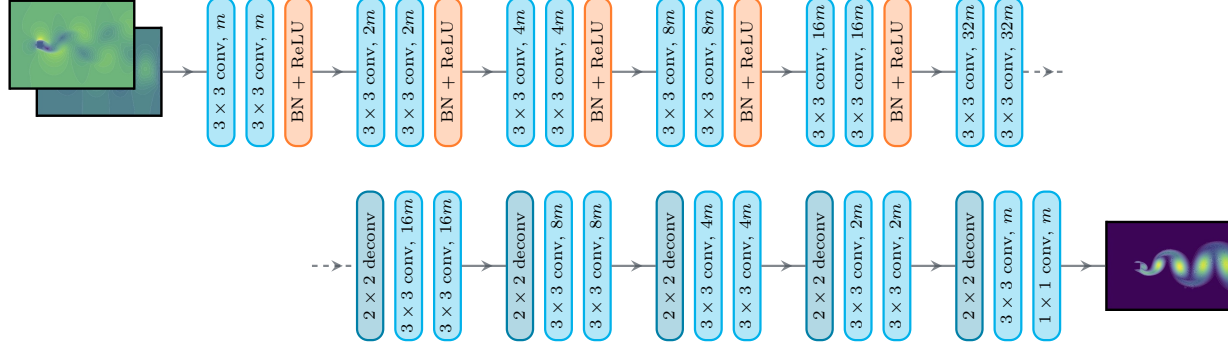 3 × 3 conv, m
3 × 3 conv, m
BN + ReLU
3 × 3 conv, 2m
3 × 3 conv, 2m
BN + ReLU
3 × 3 conv, 4m
3 × 3 conv, 4m
BN + ReLU
3 × 3 conv, 8m
3 × 3 conv, 8m
BN + ReLU
3 × 3 conv, 16m
3 × 3 conv, 16m
BN + ReLU
3 × 3 conv, 32m
3 × 3 conv, 32m
2 × 2 deconv
3 × 3 conv, 16m
3 × 3 conv, 16m
2 × 2 deconv
3 × 3 conv, 8m
3 × 3 conv, 8m
2 × 2 deconv
3 × 3 conv, 4m
3 × 3 conv, 4m
2 × 2 deconv
3 × 3 conv, 2m
3 × 3 conv, 2m
2 × 2 deconv
3 × 3 conv, m
1 × 1 conv, m